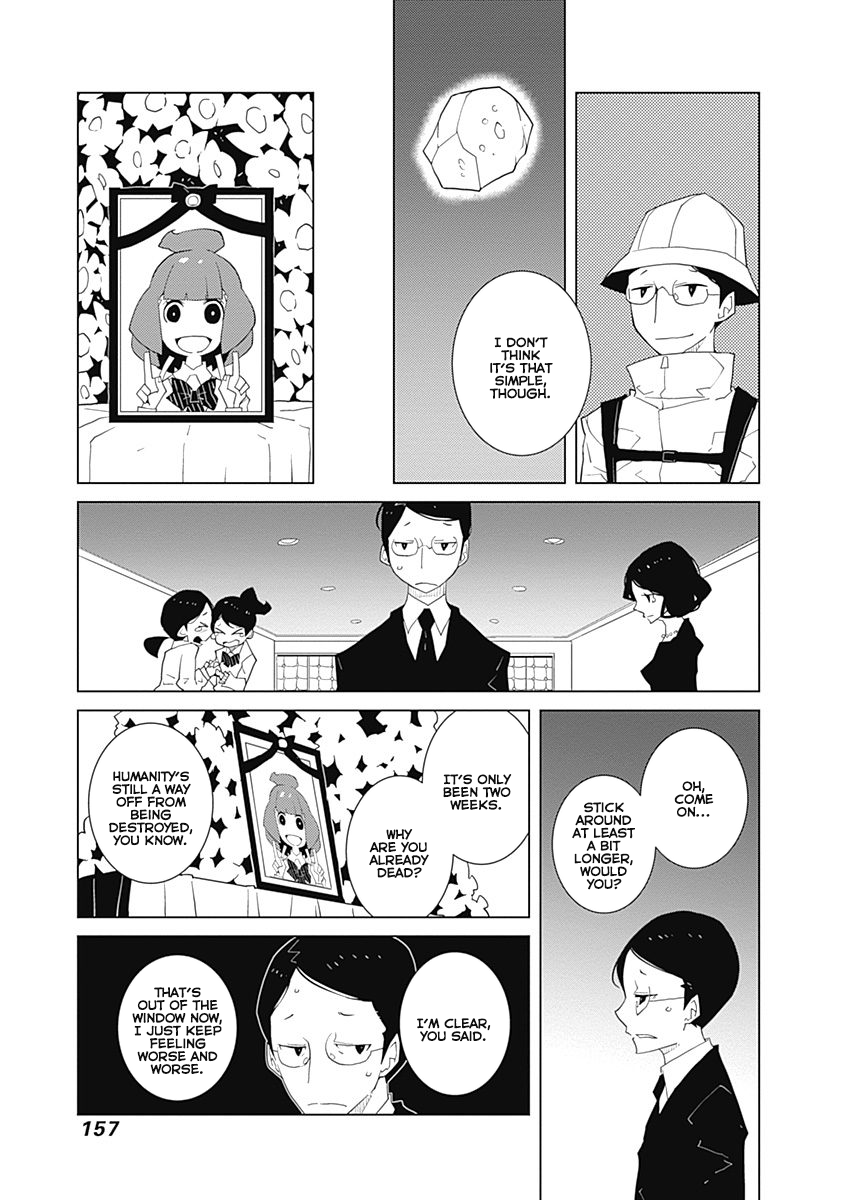 I DON'T
THINK
IT'S THAT
SIMPLE,
THOUGH.
OH,
COME
ON...
STICK
AROUND
AT LEAST
A BIT
LONGER,
WOULD
YOU?
IT'S ONLY
BEEN TWO
WEEKS.
WHY
ARE YOU
ALREADY
DEAD?
HUMANITY'S
STILL A WAY
OFF FROM
BEING
DESTROYED,
YOU KNOW.
I'M CLEAR,
YOU SAID.
THAT'S
OUT OF THE
WINDOW NOW,
I JUST KEEP
FEELING
WORSE AND
WORSE.
157